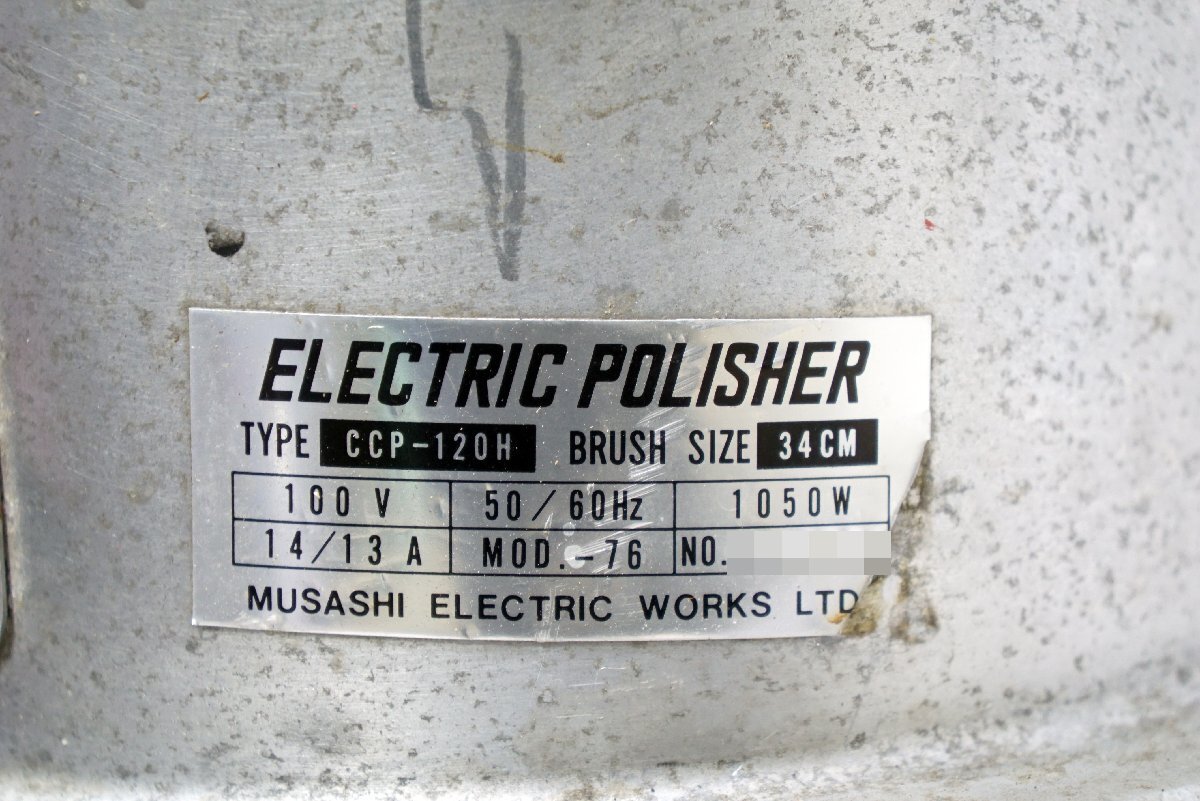 ELECTRIC POLISHER
TYPE CCP-120H BRUSH SIZE 34CM
100 V 50/60Hz 1050W
14/13 A MOD.-76 NO.
MUSASHI ELECTRIC WORKS LTD